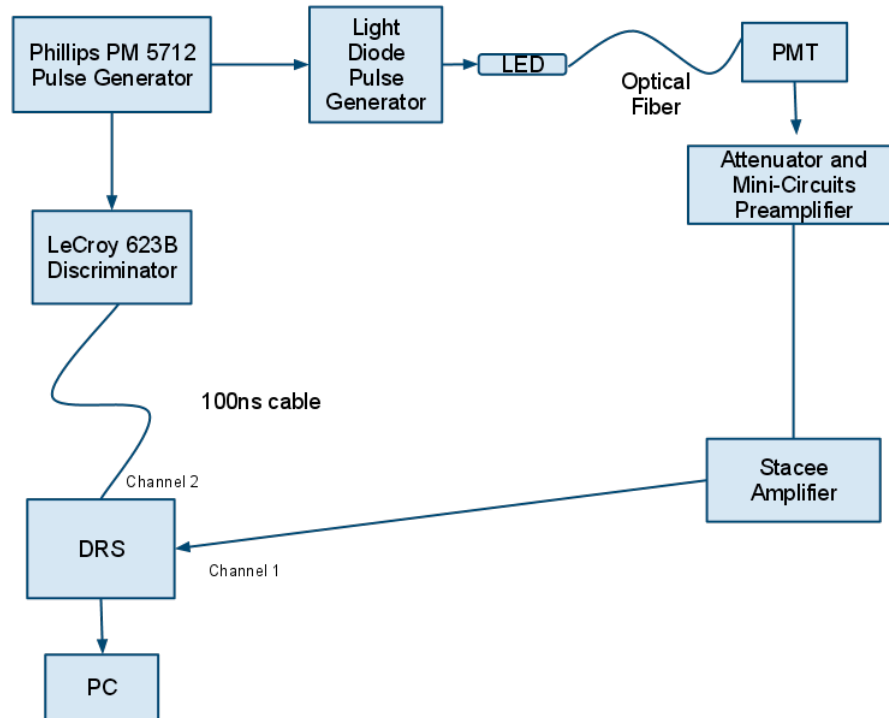 Phillips PM 5712
Pulse Generator
Light
Diode
Pulse
Generator
LED
Optical
Fiber
PMT
Attenuator and
Mini-Circuits
Preamplifier
LeCroy 623B
Discriminator
100ns cable
Channel 2
Stacee
Amplifier
DRS
Channel 1
PC